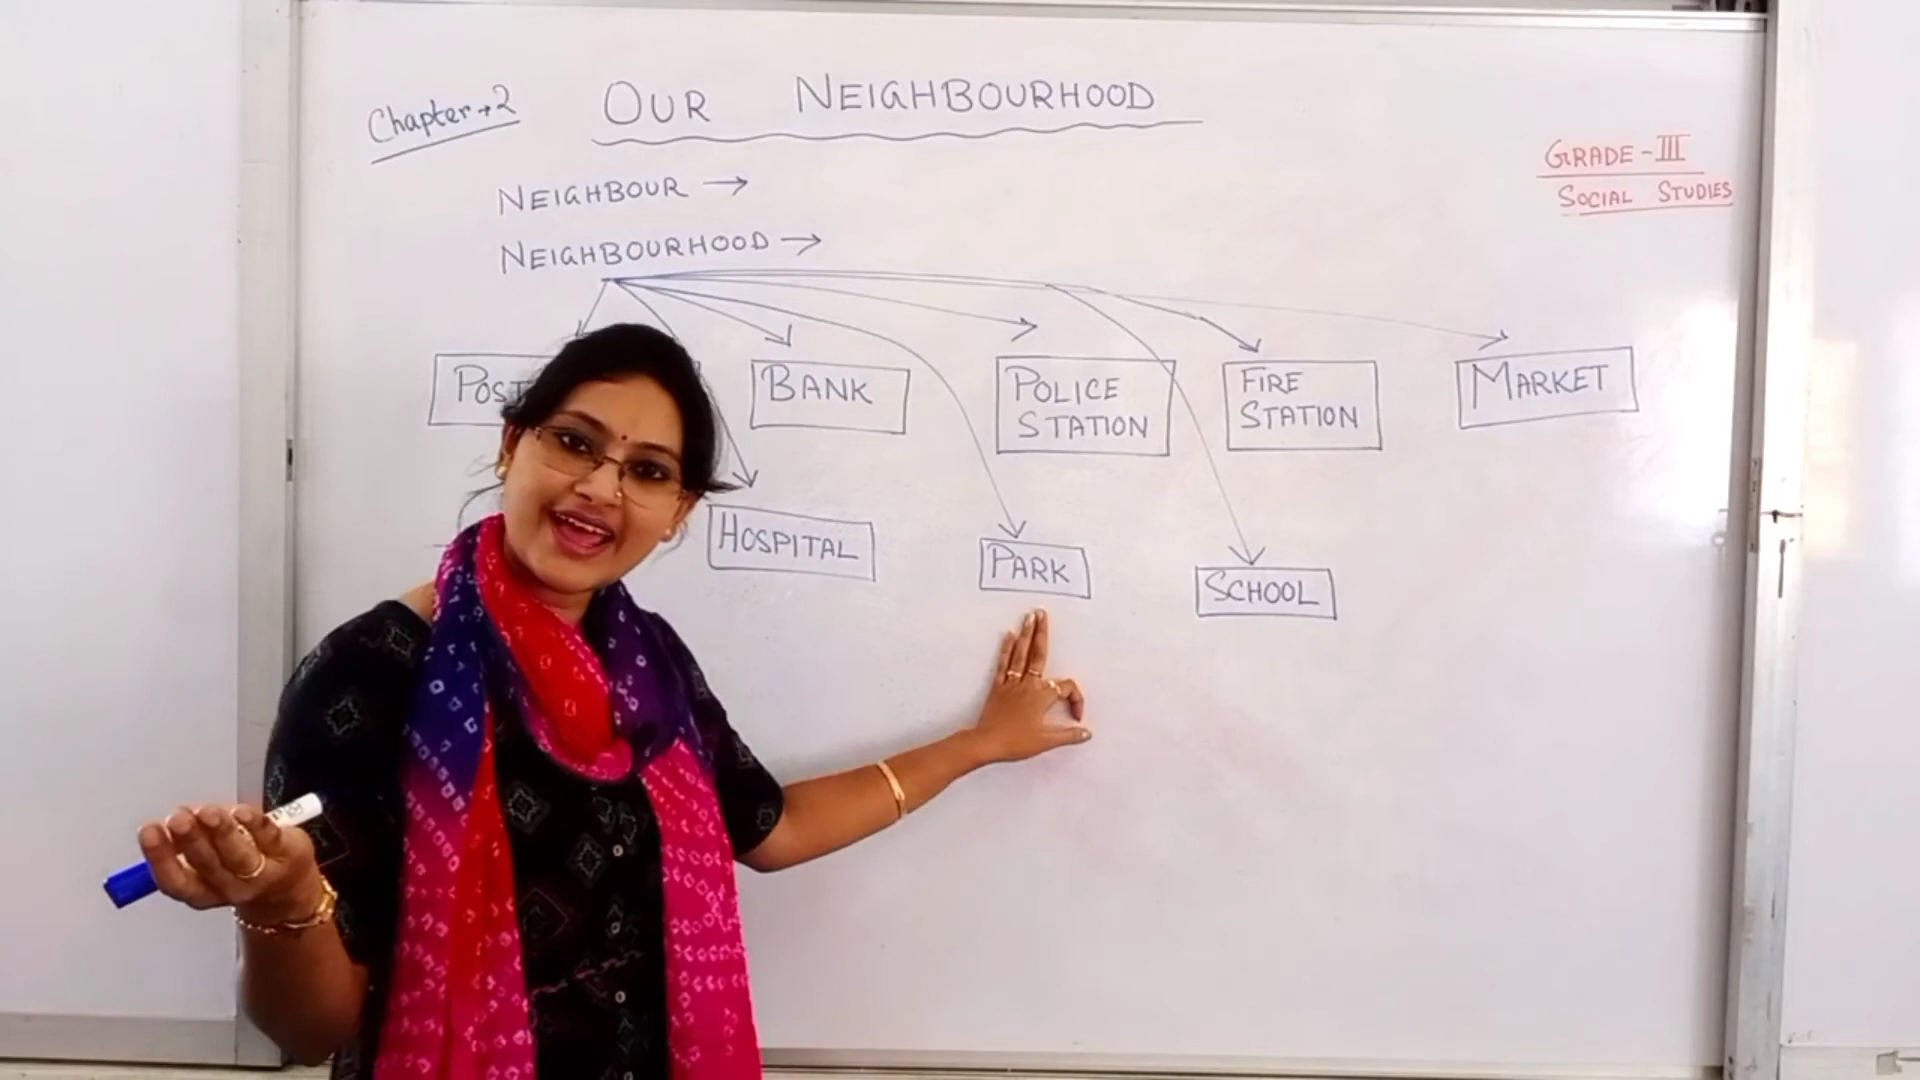 Chapter→2
OUR NEIGHBOURHOOD
GRADE-III
SOCIAL STUDIES
NEIGHBOUR →
NEIGHBOURHOOD →
POST
BANK
POLICE
STATION
FIRE
STATION
MARKET
HOSPITAL
PARK
SCHOOL